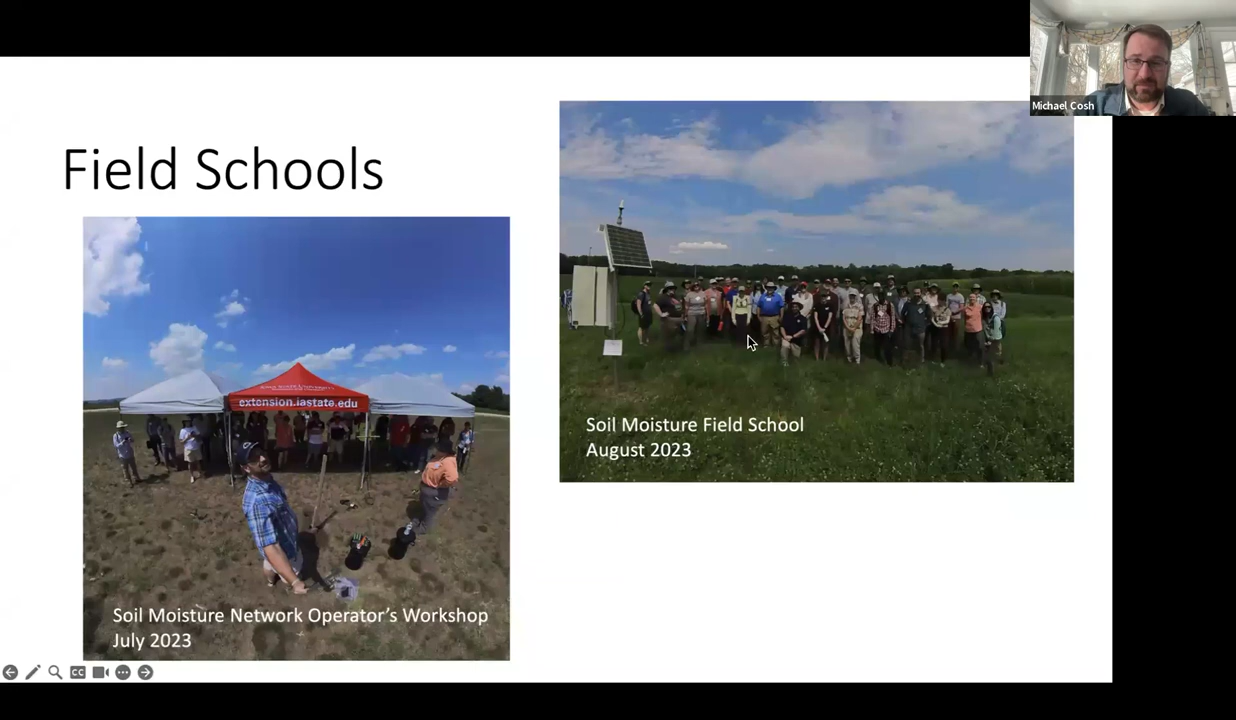 Michael Cosh
Field Schools
extension.iastate.edu
Soil Moisture Network Operator's Workshop
July 2023
Soil Moisture Field School
August 2023
CC